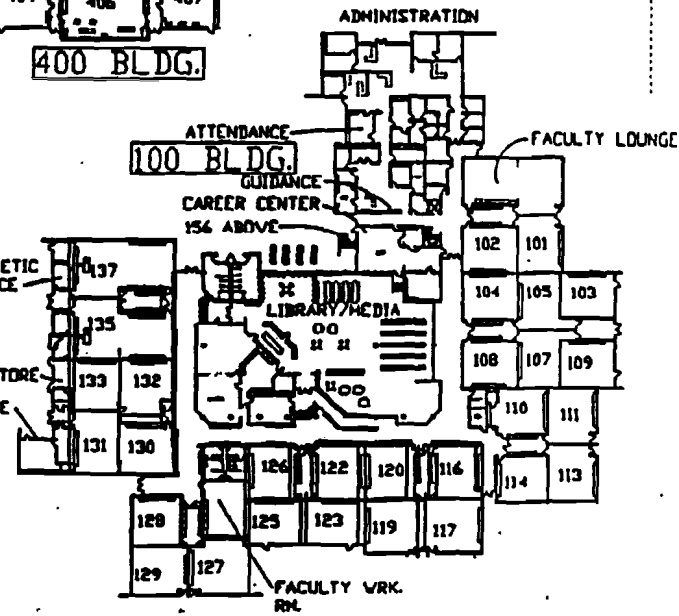 406
400 BLDG.
ADMINISTRATION
ATTENDANCE
FACULTY LOUNGE
100 BLDG.
GUIDANCE
CAREER CENTER
156 ABOVE
102 101
137
104 105 103
LIBRARY/MEDIA
135
108 107 109
TORE
133 132
110 111
131 130
126 122 120 116
114 113
128 125 123 119 117
129 127
FACULTY WRK.
RM.